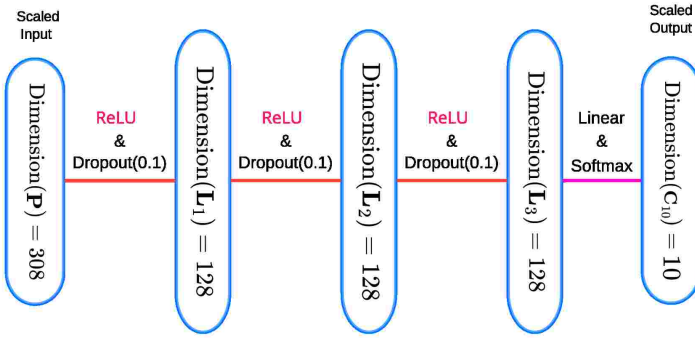 Scaled
Input
Dimension(P) = 308
ReLU
&
Dropout(0.1)
Dimension(L₁) = 128
ReLU
&
Dropout(0.1)
Dimension(L₂) = 128
ReLU
&
Dropout(0.1)
Dimension(L₃) = 128
Linear
&
Softmax
Scaled
Output
Dimension(C₁₀) = 10